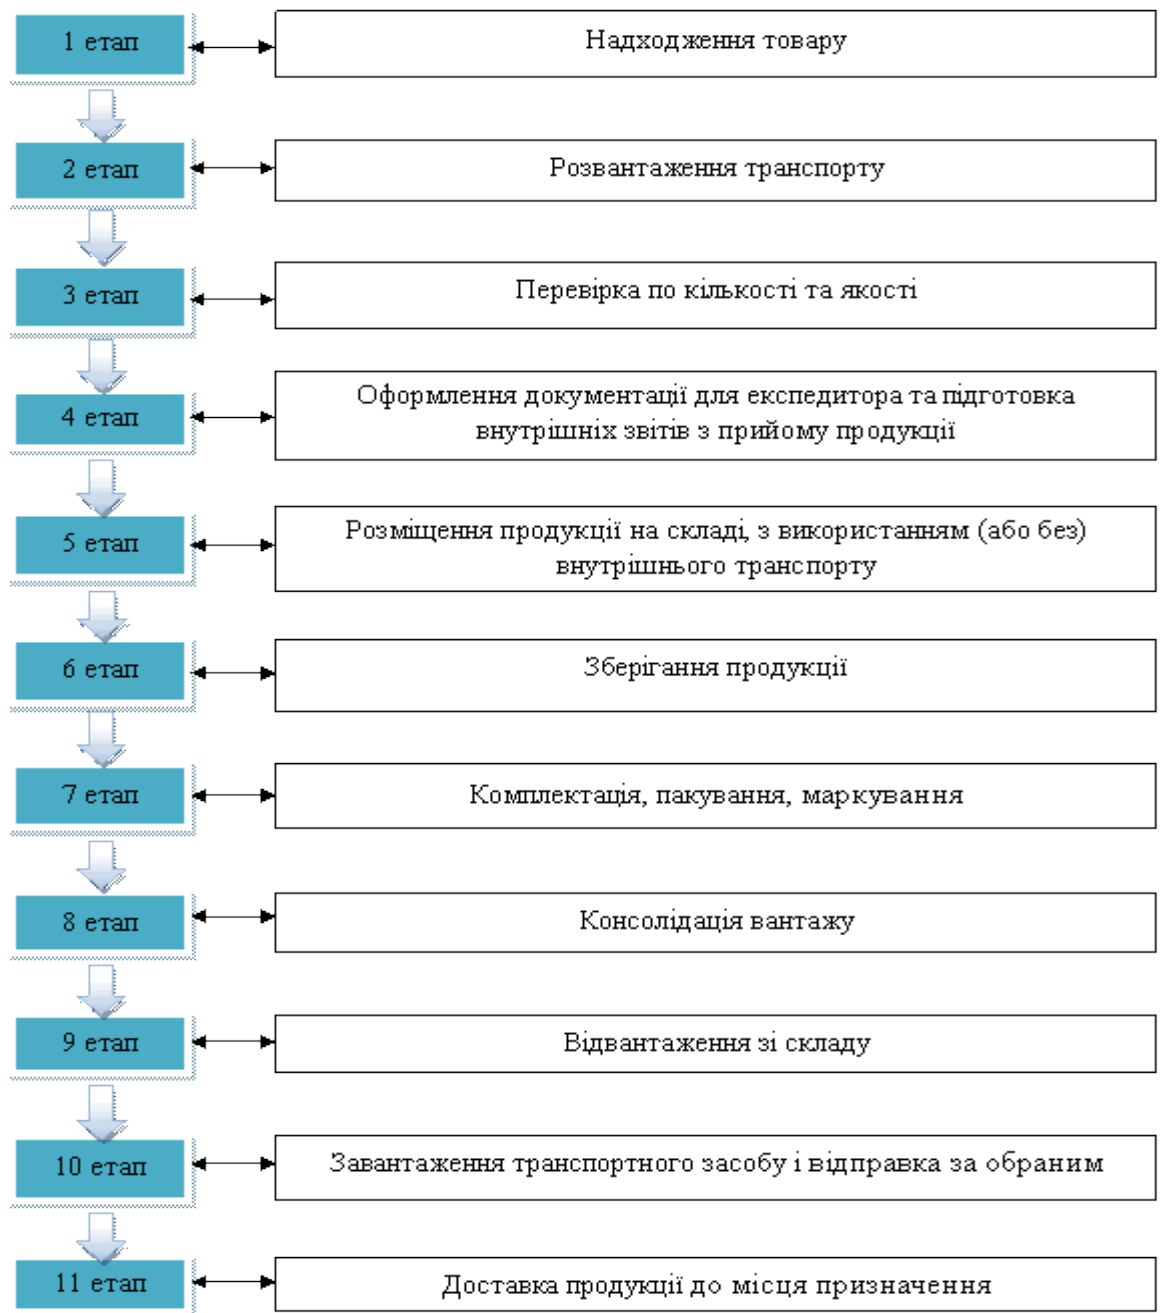 1 етап
Надходження товару
2 етап
Розвантаження транспорту
3 етап
Перевірка по кількості та якості
4 етап
Оформлення документації для експедитора та підготовка
внутрішніх звітів з прийому продукції
5 етап
Розміщення продукції на складі, з використанням (або без)
внутрішнього транспорту
6 етап
Зберігання продукції
7 етап
Комплектація, пакування, маркування
8 етап
Консолідація вантажу
9 етап
Відвантаження зі складу
10 етап
Завантаження транспортного засобу і відправка за обраним
11 етап
Доставка продукції до місця призначення